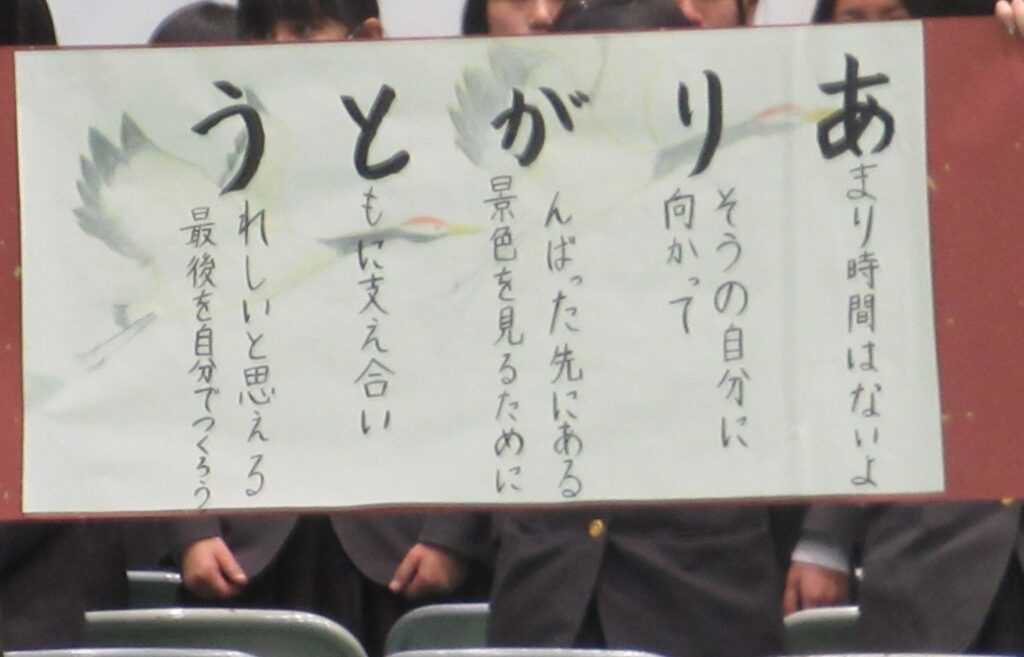 あまり時間はないよ
りそうの自分に
向かって
がんばった先にある
景色を見るために
ともに支え合い
うれしいと思える
最後を自分でつくろう